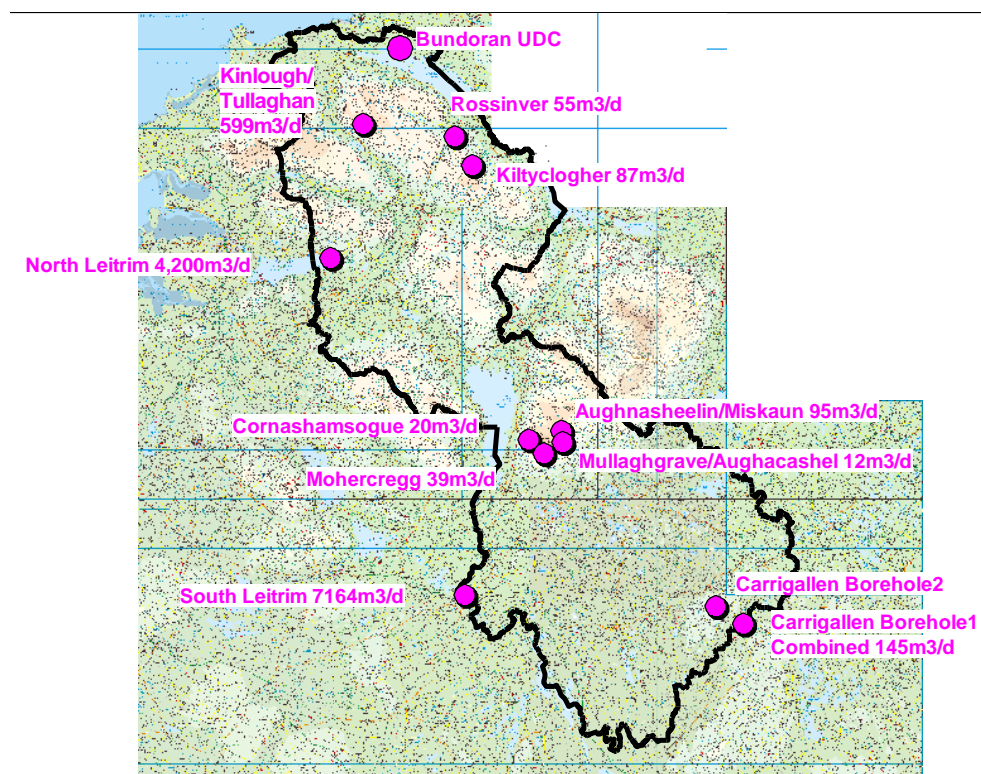 Bundoran UDC
Kinlough/
Tullaghan
599m3/d
Rossinver 55m3/d
Kiltyclogher 87m3/d
North Leitrim 4,200m3/d
Aughnasheelin/Miskaun 95m3/d
Cornashamsogue 20m3/d
Mullaghgrave/Aughacashel 12m3/d
Mohercregg 39m3/d
South Leitrim 7164m3/d
Carrigallen Borehole2
Carrigallen Borehole1
Combined 145m3/d